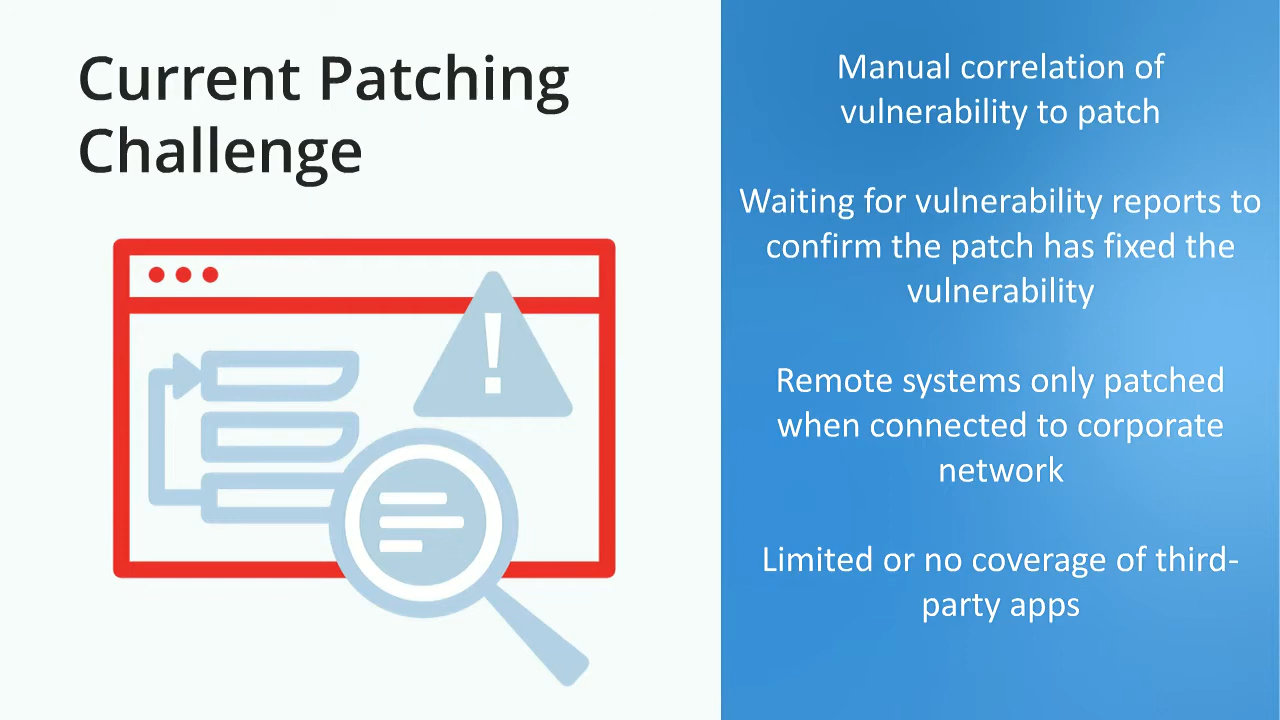 Current Patching
Challenge
Manual correlation of
vulnerability to patch
Waiting for vulnerability reports to
confirm the patch has fixed the
vulnerability
Remote systems only patched
when connected to corporate
network
Limited or no coverage of third-
party apps